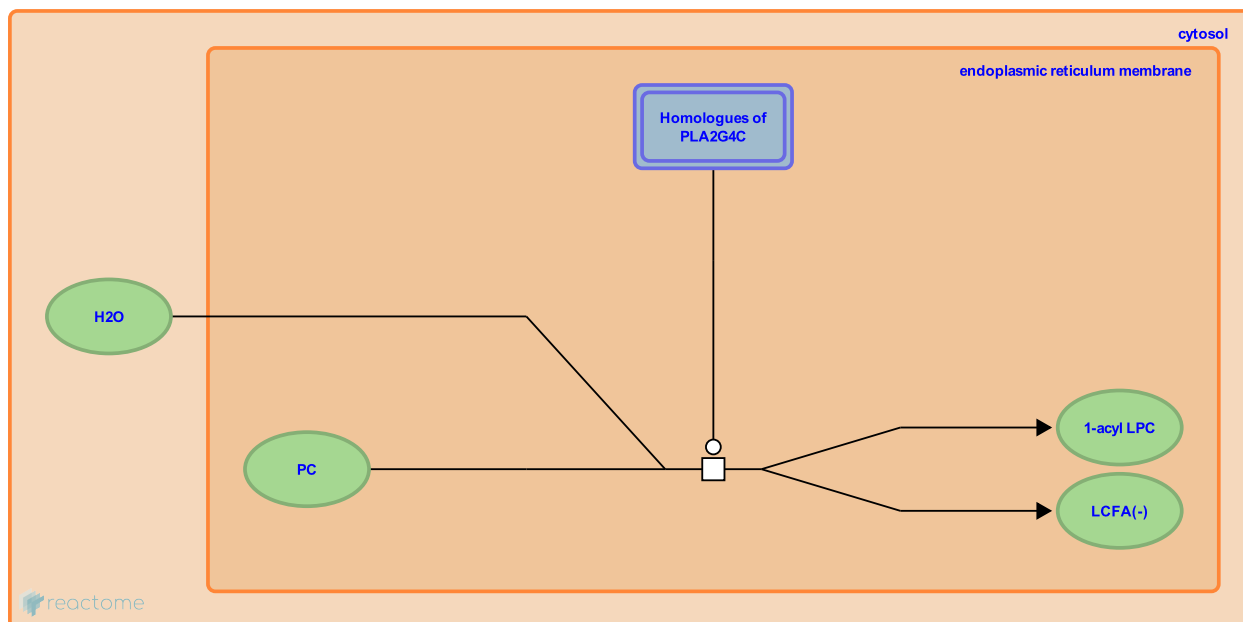 cytosol
endoplasmic reticulum membrane
Homologues of
PLA2G4C
H2O
PC
1-acyl LPC
LCFA(-)
reactome